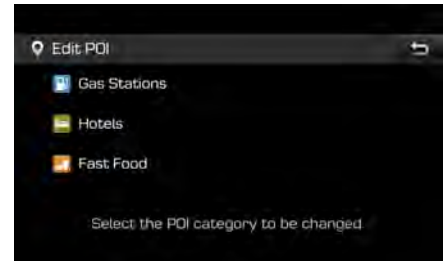 Edit POI
Gas Stations
Hotels
Fast Food
Select the POI category to be changed